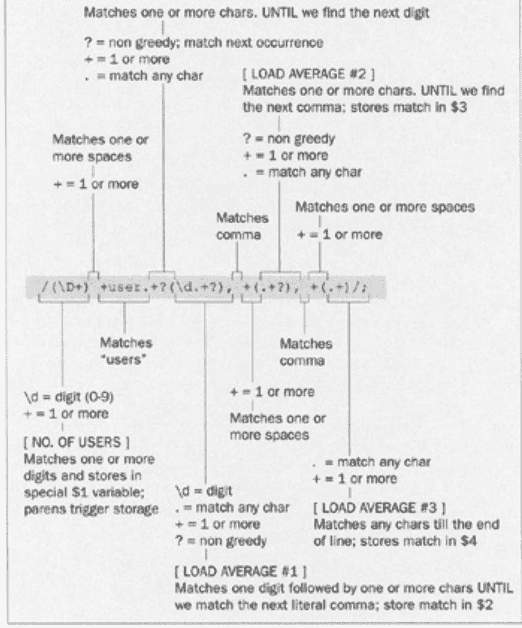 Matches one or more chars. UNTIL we find the next digit
? = non greedy; match next occurrence
+ = 1 or more
. = match any char
[ LOAD AVERAGE #2 ]
Matches one or more chars. UNTIL we find
the next comma; stores match in $3
? = non greedy
+ = 1 or more
. = match any char
Matches one or
more spaces
+ = 1 or more
Matches
comma
Matches one or more spaces
+ = 1 or more
/(\D+) +user.+?(\d.+?), +(.+?), +(.+)/;
Matches
"users"
Matches
comma
\d = digit (0-9)
+ = 1 or more
[ NO. OF USERS ]
Matches one or more
digits and stores in
special $1 variable;
parens trigger storage
+ = 1 or more
Matches one or
more spaces
\d = digit
. = match any char
+ = 1 or more
? = non greedy
[ LOAD AVERAGE #1 ]
Matches one digit followed by one or more chars UNTIL
we match the next literal comma; store match in $2
. = match any char
+ = 1 or more
[ LOAD AVERAGE #3 ]
Matches any chars till the end
of line; stores match in $4